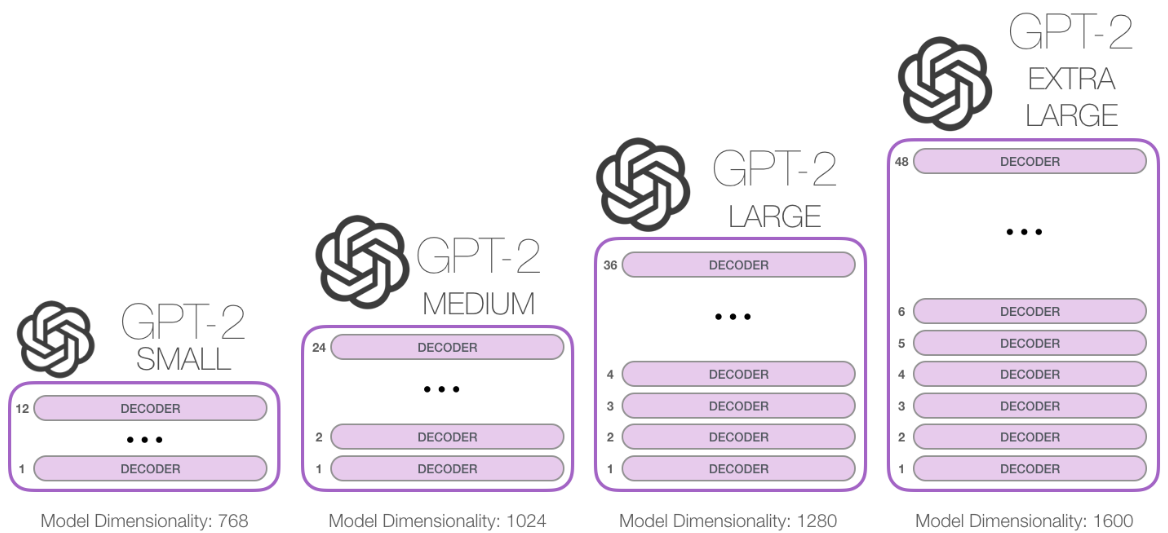 GPT-2
SMALL
12 DECODER
...
1 DECODER
Model Dimensionality: 768
GPT-2
MEDIUM
24 DECODER
...
2 DECODER
1 DECODER
Model Dimensionality: 1024
GPT-2
LARGE
36 DECODER
...
4 DECODER
3 DECODER
2 DECODER
1 DECODER
Model Dimensionality: 1280
GPT-2
EXTRA
LARGE
48 DECODER
...
6 DECODER
5 DECODER
4 DECODER
3 DECODER
2 DECODER
1 DECODER
Model Dimensionality: 1600